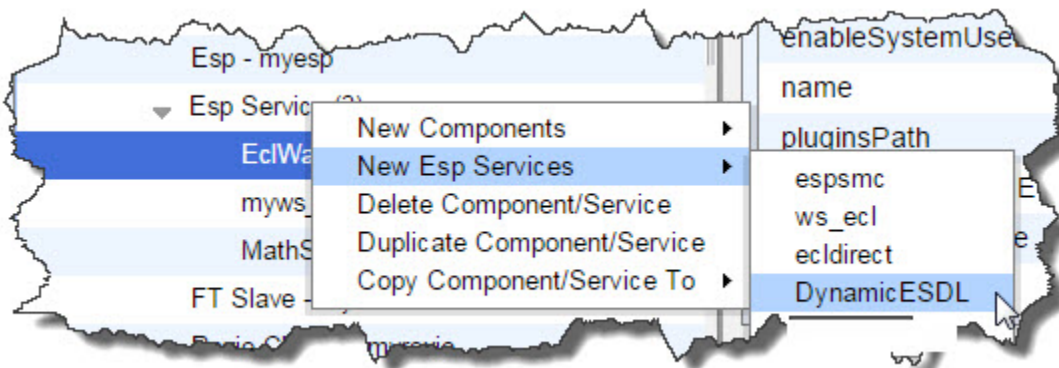 Esp - myesp
Esp Servic
EclWa
myws_
MathS
FT Slave -
New Components
New Esp Services
Delete Component/Service
Duplicate Component/Service
Copy Component/Service To
espsmc
ws_ecl
ecldirect
DynamicESDL
enableSystemUse
name
pluginsPath